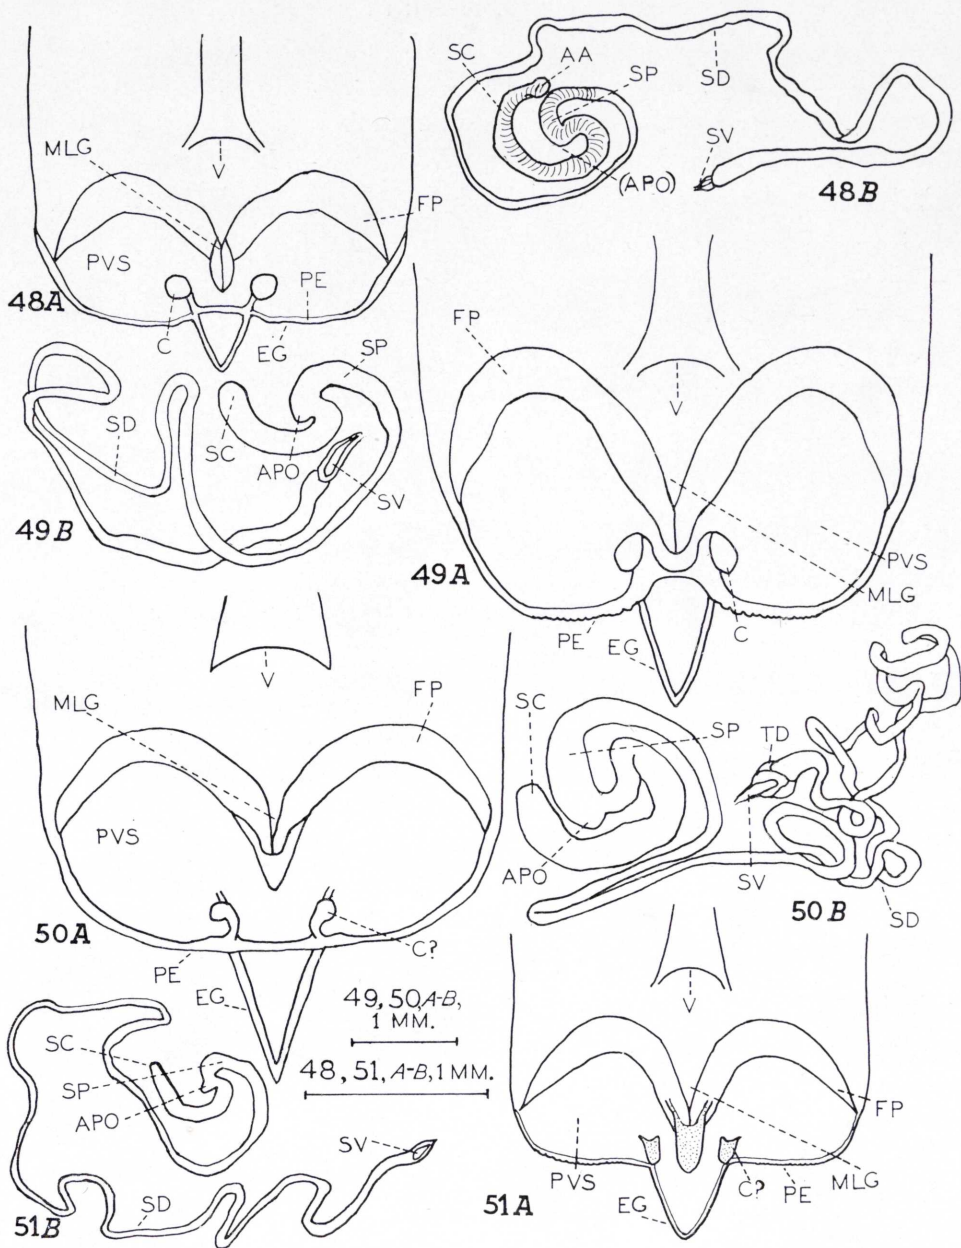 48A
MLG
V
FP
PVS
PE
C
EG
48B
SC
AA
SP
SD
SV
(APO)
49B
SD
SC
APO
SP
SV
49A
FP
V
PVS
MLG
C
PE
EG
50A
V
MLG
FP
PVS
PE
C?
EG
50B
SC
SP
TD
APO
SV
SD
49, 50, A-B,
1 MM.
48, 51, A-B, 1 MM.
51B
SC
SP
APO
SV
SD
51A
V
FP
PVS
C?
PE
MLG
EG